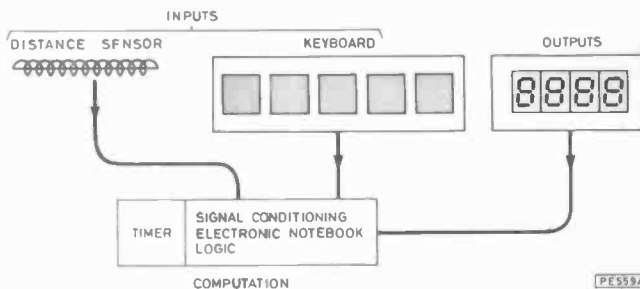 INPUTS
DISTANCE SENSOR
KEYBOARD
OUTPUTS
8888
TIMER
SIGNAL CONDITIONING
ELECTRONIC NOTEBOOK
LOGIC
COMPUTATION